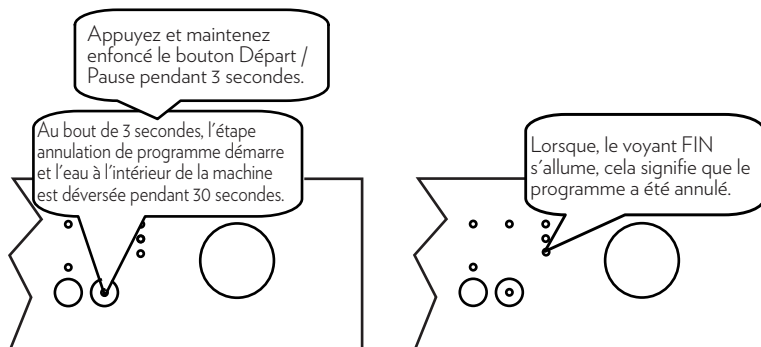 Appuyez et maintenez
enfoncé le bouton Départ /
Pause pendant 3 secondes.
Au bout de 3 secondes, l'étape
annulation de programme démarre
et l'eau à l'intérieur de la machine
est déversée pendant 30 secondes.
Lorsque, le voyant FIN
s'allume, cela signifie que le
programme a été annulé.